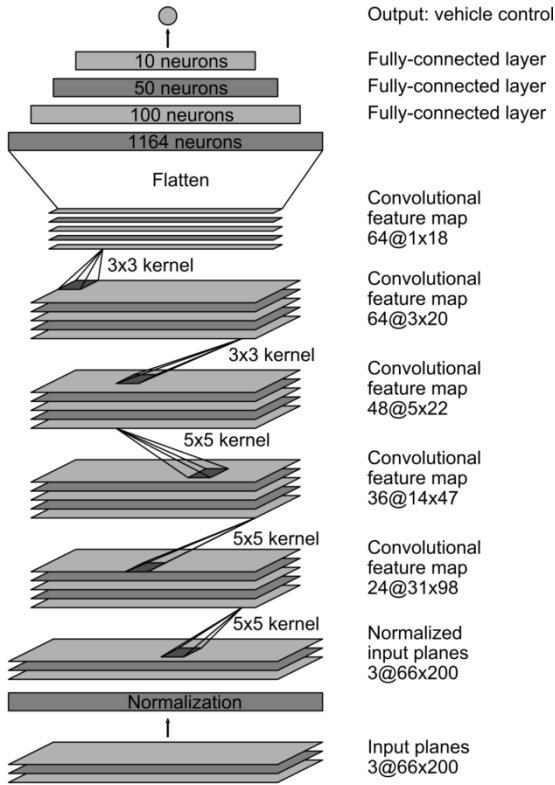 Output: vehicle control
10 neurons
Fully-connected layer
50 neurons
Fully-connected layer
100 neurons
Fully-connected layer
1164 neurons
Flatten
Convolutional
feature map
64@1x18
3x3 kernel
Convolutional
feature map
64@3x20
3x3 kernel
Convolutional
feature map
48@5x22
5x5 kernel
Convolutional
feature map
36@14x47
5x5 kernel
Convolutional
feature map
24@31x98
5x5 kernel
Normalized
input planes
3@66x200
Normalization
Input planes
3@66x200